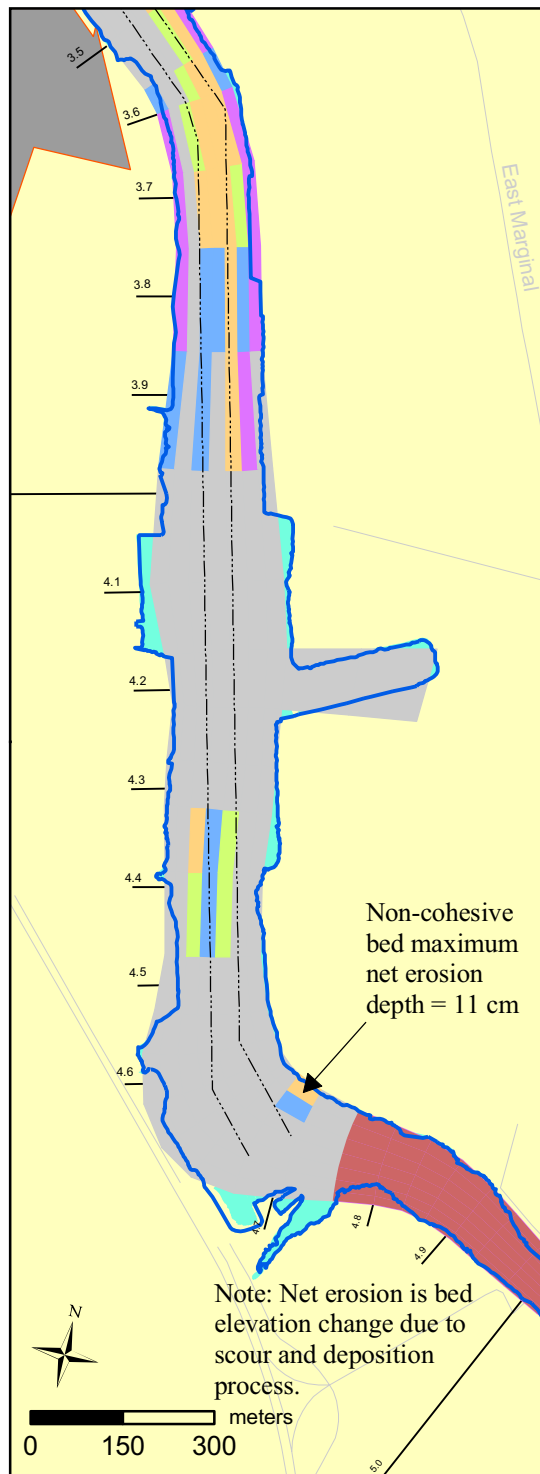 3.5
3.6
East Marginal
3.7
3.8
3.9
4.1
4.2
4.3
4.4
Non-cohesive
bed maximum
net erosion
depth = 11 cm
4.5
4.6
4.7
4.8
4.9
Note: Net erosion is bed
elevation change due to
scour and deposition
process.
N
meters
0 150 300
5.0